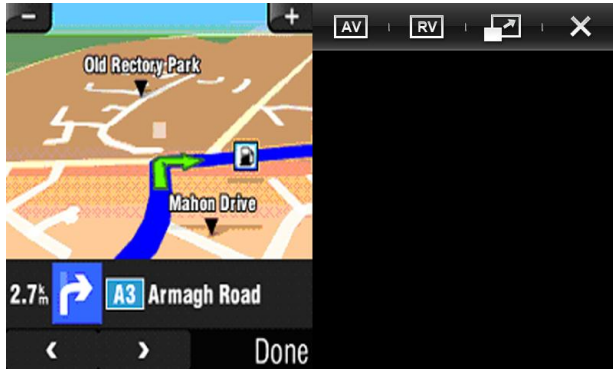 AV RV
Old Rectory Park
Mahon Drive
2.7km A3 Armagh Road
Done